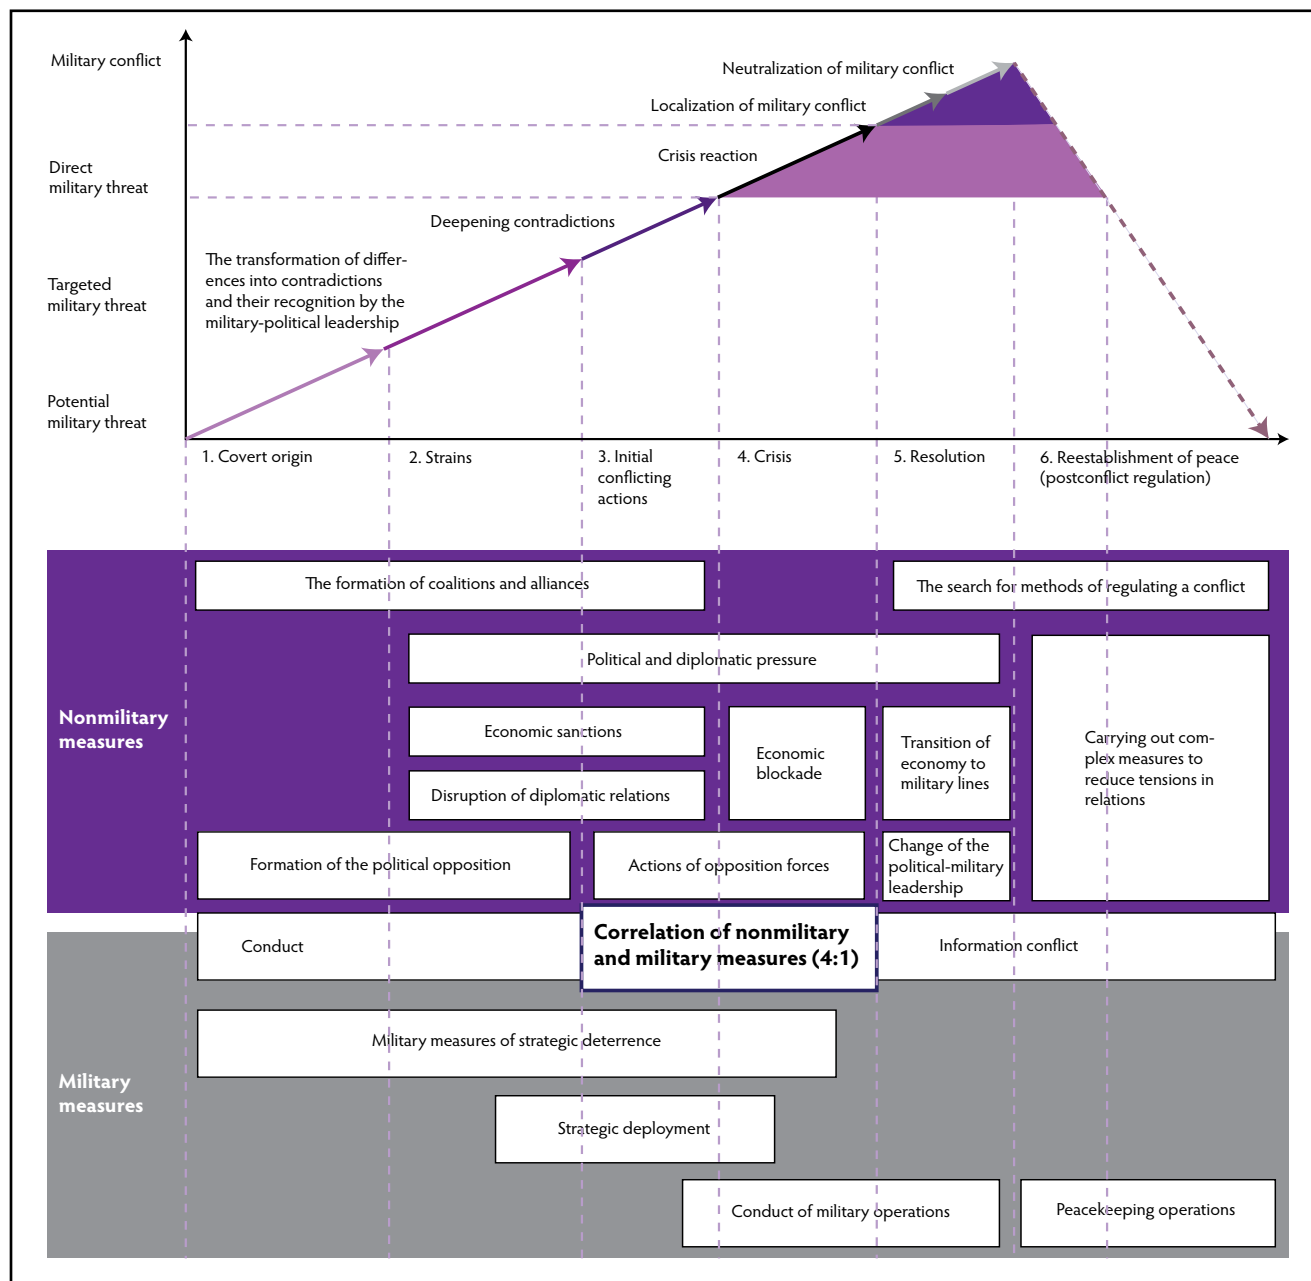 Military conflict
Neutralization of military conflict
Localization of military conflict
Crisis reaction
Direct
military threat
Deepening contradictions
The transformation of differ-
ences into contradictions
and their recognition by the
military-political leadership
Targeted
military threat
Potential
military threat
1. Covert origin
2. Strains
3. Initial
conflicting
actions
4. Crisis
5. Resolution
6. Reestablishment of peace
(postconflict regulation)
The formation of coalitions and alliances
The search for methods of regulating a conflict
Political and diplomatic pressure
Nonmilitary
measures
Economic sanctions
Disruption of diplomatic relations
Economic
blockade
Transition of
economy to
military lines
Carrying out com-
plex measures to
reduce tensions in
relations
Formation of the political opposition
Actions of opposition forces
Change of the
political-military
leadership
Conduct
Correlation of nonmilitary
and military measures (4:1)
Information conflict
Military
measures
Military measures of strategic deterrence
Strategic deployment
Conduct of military operations
Peacekeeping operations